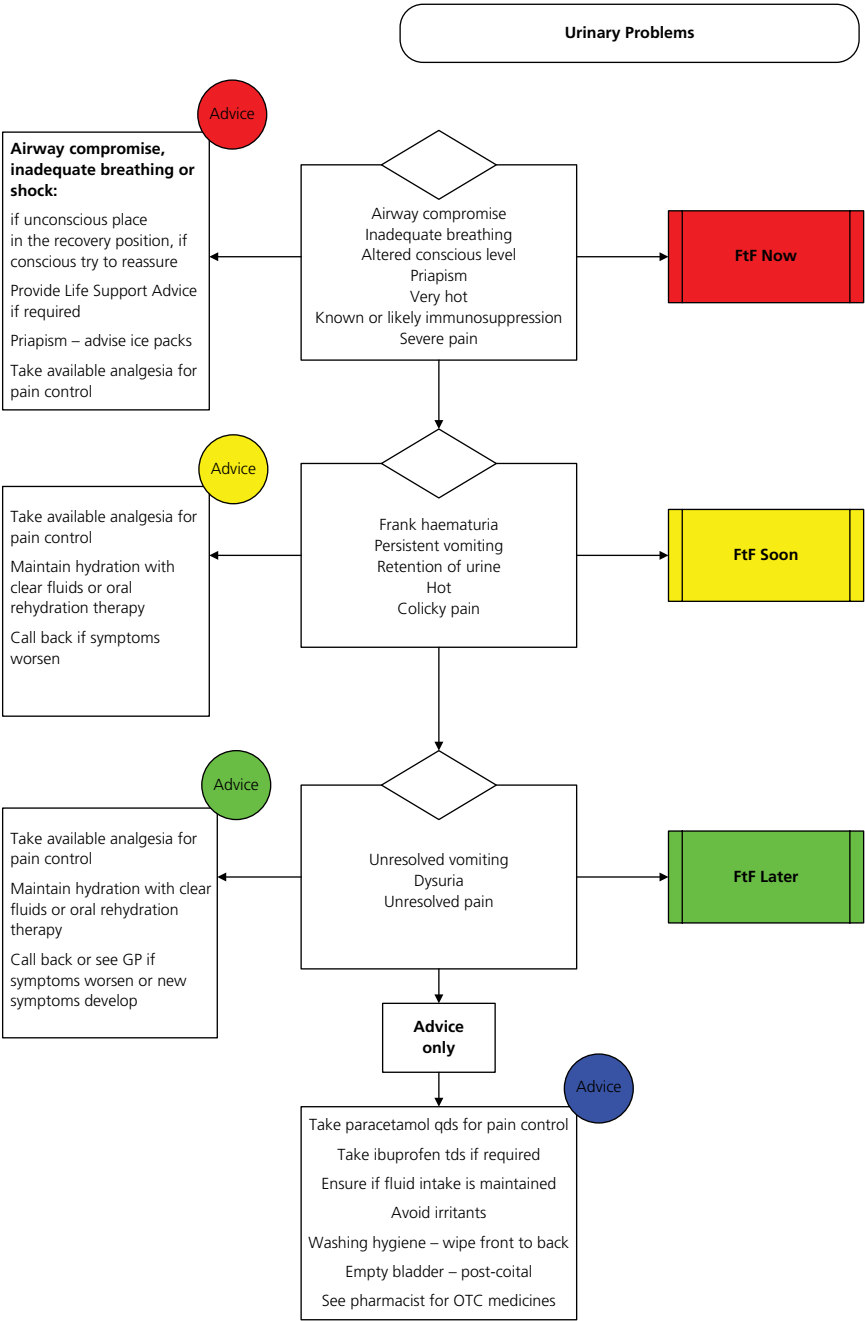 Urinary Problems
Advice
Airway compromise,
inadequate breathing or
shock:
if unconscious place
in the recovery position, if
conscious try to reassure
Provide Life Support Advice
if required
Priapism – advise ice packs
Take available analgesia for
pain control
Airway compromise
Inadequate breathing
Altered conscious level
Priapism
Very hot
Known or likely immunosuppression
Severe pain
FtF Now
Advice
Take available analgesia for
pain control
Maintain hydration with
clear fluids or oral
rehydration therapy
Call back if symptoms
worsen
Frank haematuria
Persistent vomiting
Retention of urine
Hot
Colicky pain
FtF Soon
Advice
Take available analgesia for
pain control
Maintain hydration with clear
fluids or oral rehydration
therapy
Call back or see GP if
symptoms worsen or new
symptoms develop
Unresolved vomiting
Dysuria
Unresolved pain
FtF Later
Advice
only
Advice
Take paracetamol qds for pain control
Take ibuprofen tds if required
Ensure if fluid intake is maintained
Avoid irritants
Washing hygiene – wipe front to back
Empty bladder – post-coital
See pharmacist for OTC medicines